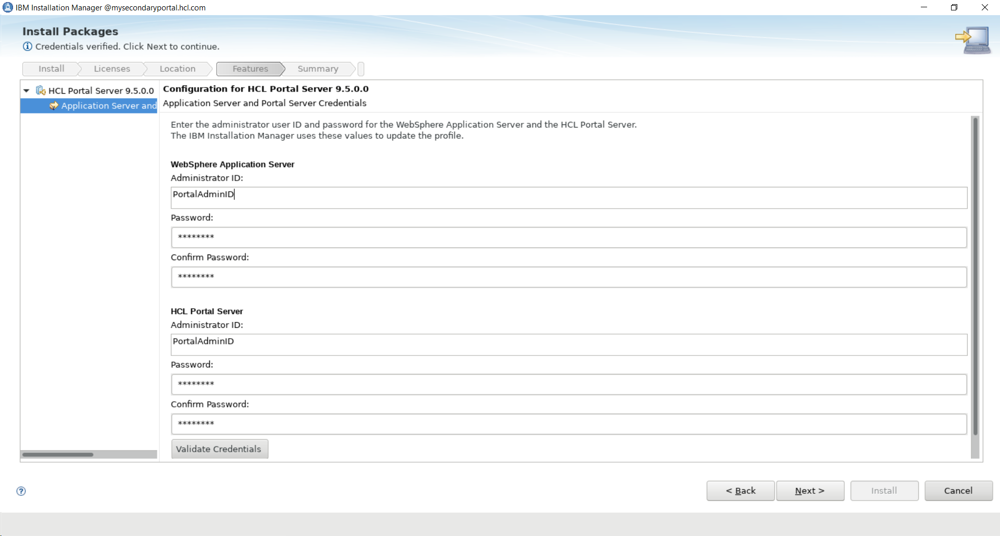 IBM Installation Manager @mysecondaryportal.hcl.com
Install Packages
Credentials verified. Click Next to continue.
Install Licenses Location Features Summary
HCL Portal Server 9.5.0.0
Application Server and
Configuration for HCL Portal Server 9.5.0.0
Application Server and Portal Server Credentials
Enter the administrator user ID and password for the WebSphere Application Server and the HCL Portal Server.
The IBM Installation Manager uses these values to update the profile.
WebSphere Application Server
Administrator ID:
PortalAdminID
Password:
********
Confirm Password:
********
HCL Portal Server
Administrator ID:
PortalAdminID
Password:
********
Confirm Password:
********
Validate Credentials
?
< Back Next > Install Cancel